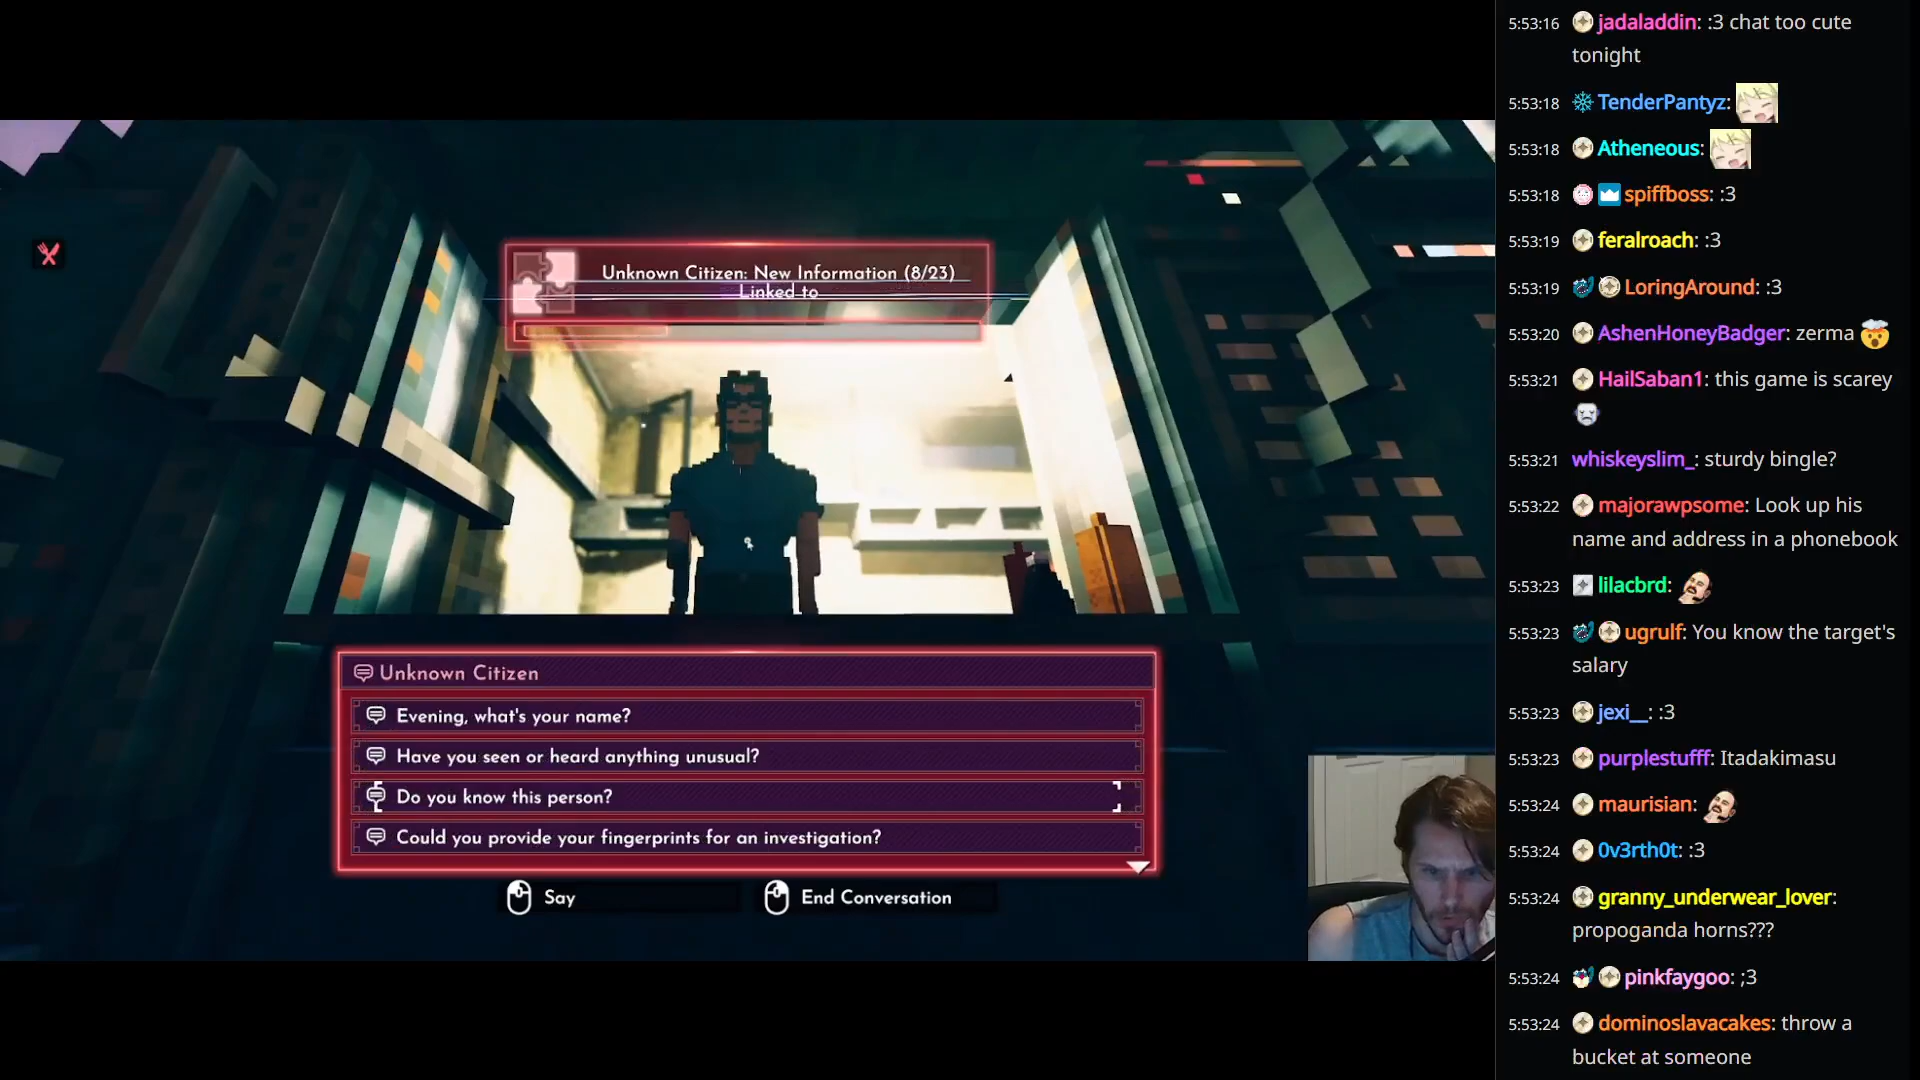 Unknown Citizen: New Information (8/23)
Linked to
Unknown Citizen
Evening, what's your name?
Have you seen or heard anything unusual?
Do you know this person?
Could you provide your fingerprints for an investigation?
Say
End Conversation
5:53:16 jadaladdin: :3 chat too cute
tonight
5:53:18 TenderPantyz:
5:53:18 Atheneous:
5:53:18 spiffboss: :3
5:53:19 feralroach: :3
5:53:19 LoringAround: :3
5:53:20 AshenHoneyBadger: zerma
5:53:21 HailSaban1: this game is scarey
5:53:21 whiskeyslim_: sturdy bingle?
5:53:22 majorawpsome: Look up his
name and address in a phonebook
5:53:23 lilacbrd:
5:53:23 ugrulf: You know the target's
salary
5:53:23 jexi__: :3
5:53:23 purplestufff: Itadakimasu
5:53:24 maurisian:
5:53:24 0v3rth0t: :3
5:53:24 granny_underwear_lover:
propoganda horns???
5:53:24 pinkfaygoo: ;3
5:53:24 dominoslavacakes: throw a
bucket at someone